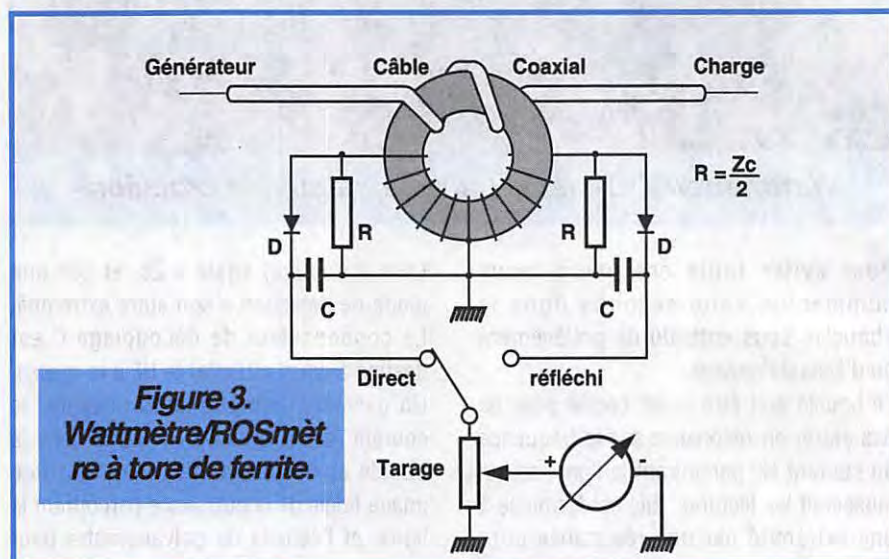 Générateur Câble Coaxial Charge
R = Zc/2
D R R D
C C
Direct réfléchi
Figure 3.
Wattmètre/ROSmèt
re à tore de ferrite.
Tarage +